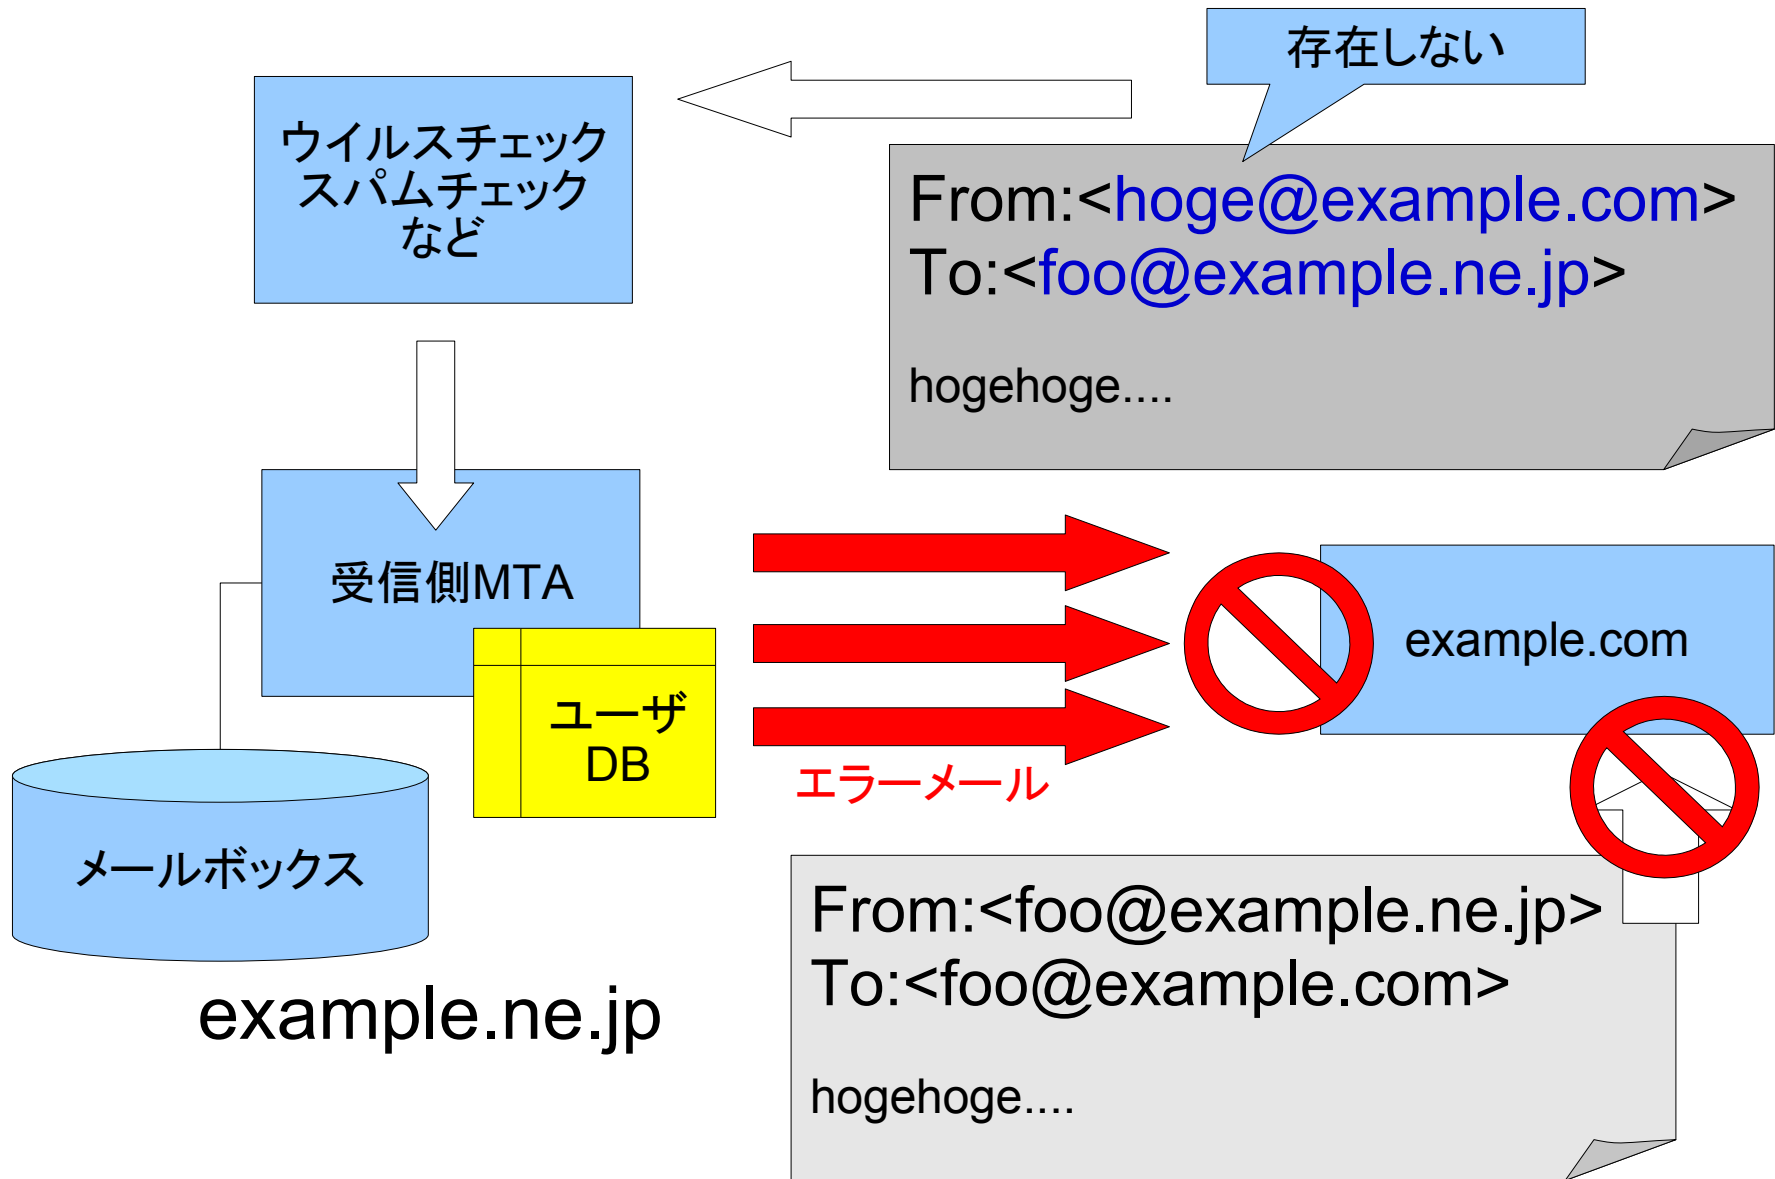 存在しない
ウイルスチェック
スパムチェック
など
From:<hoge@example.com>
To:<foo@example.ne.jp>
hogehoge....
受信側MTA
example.com
ユーザ
DB
エラーメール
メールボックス
From:<foo@example.ne.jp>
To:<foo@example.com>
hogehoge....
example.ne.jp